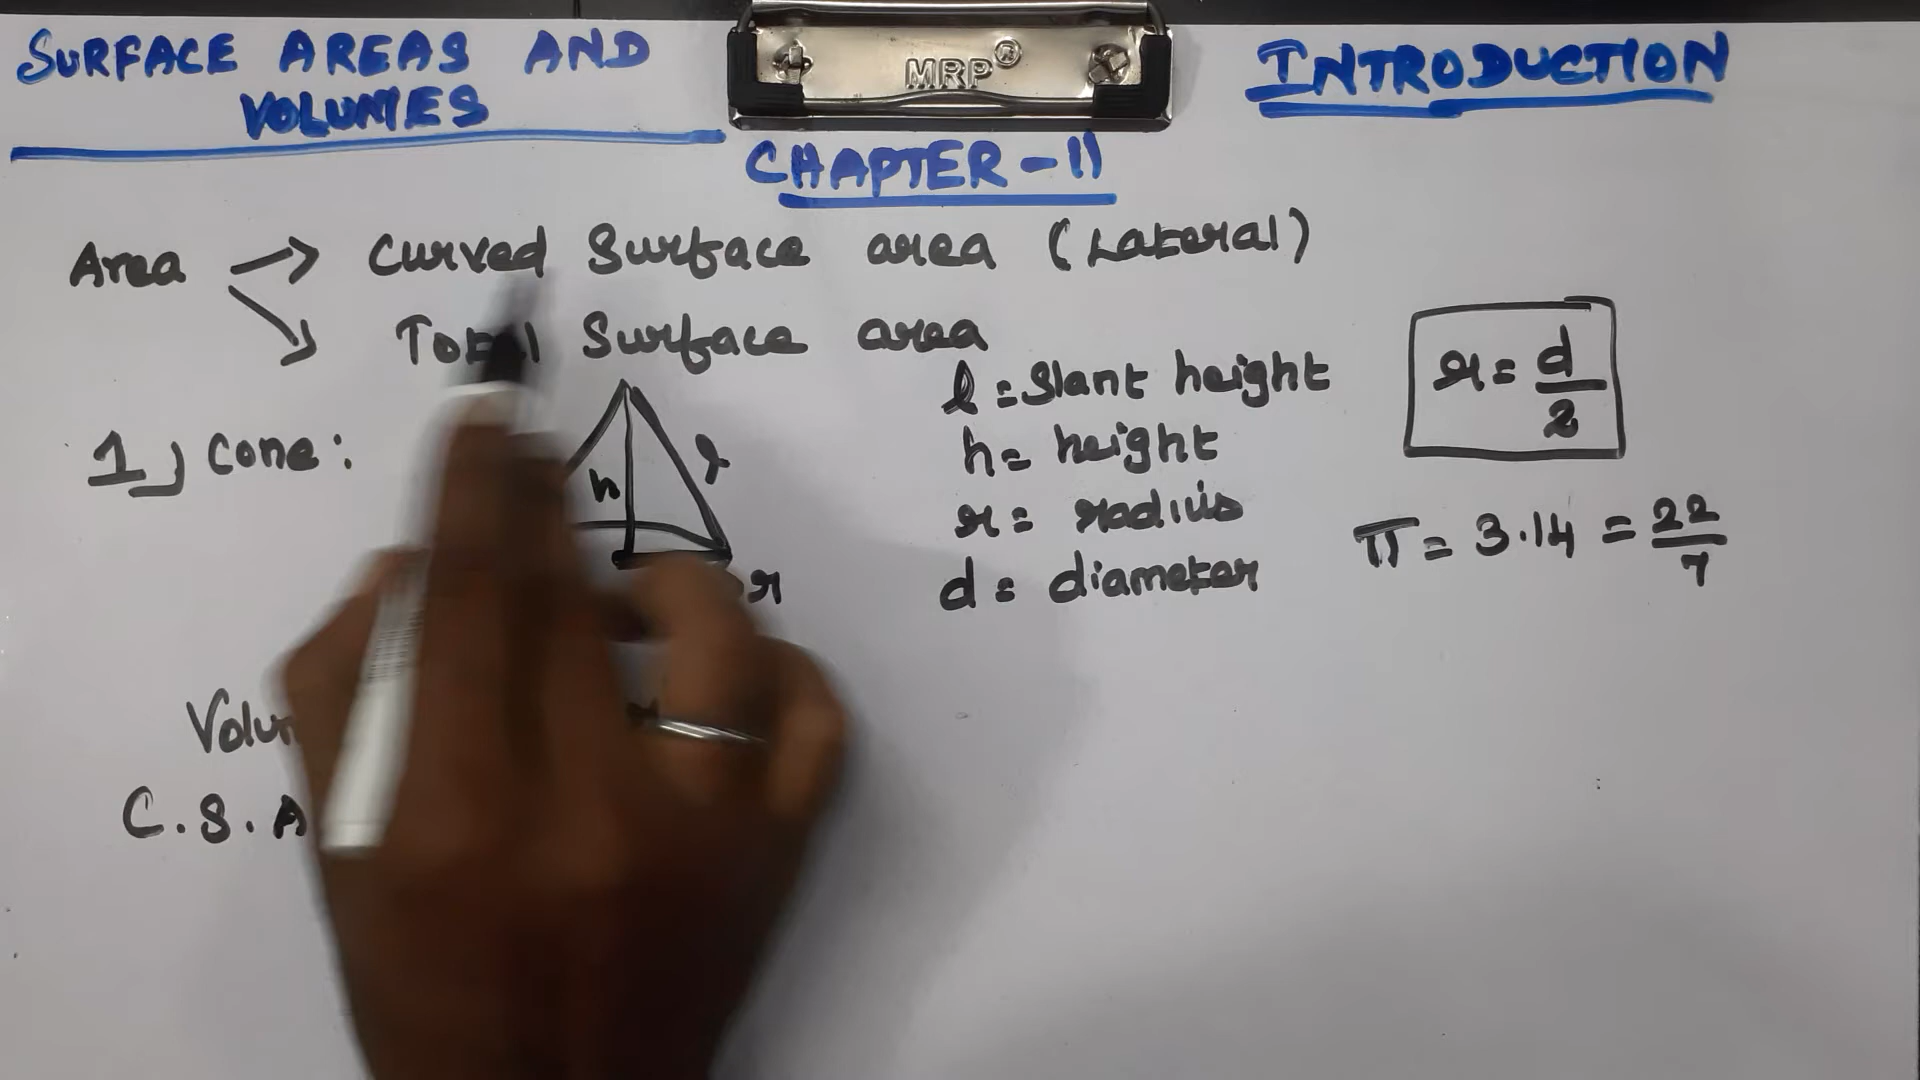 SURFACE AREAS AND
VOLUMES
MRP®
INTRODUCTION
CHAPTER-11
Area → Curved Surface area (Lateral)
→ Total Surface area
1) Cone:
h
l
r
l = Slant height
h = height
r = radius
d = diameter
r = d/2
π = 3.14 = 22/7
C.S.A